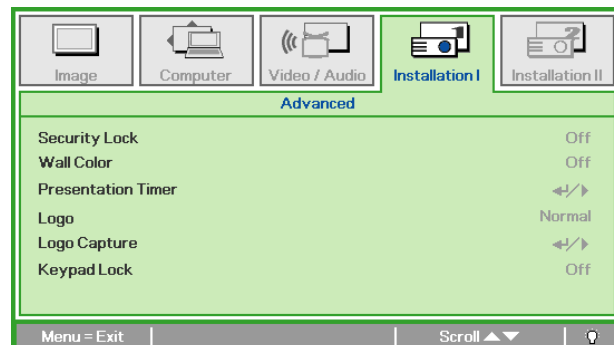 Image Computer Video / Audio Installation I Installation II
Advanced
Security Lock Off
Wall Color Off
Presentation Timer
Logo Normal
Logo Capture
Keypad Lock Off
Menu = Exit Scroll